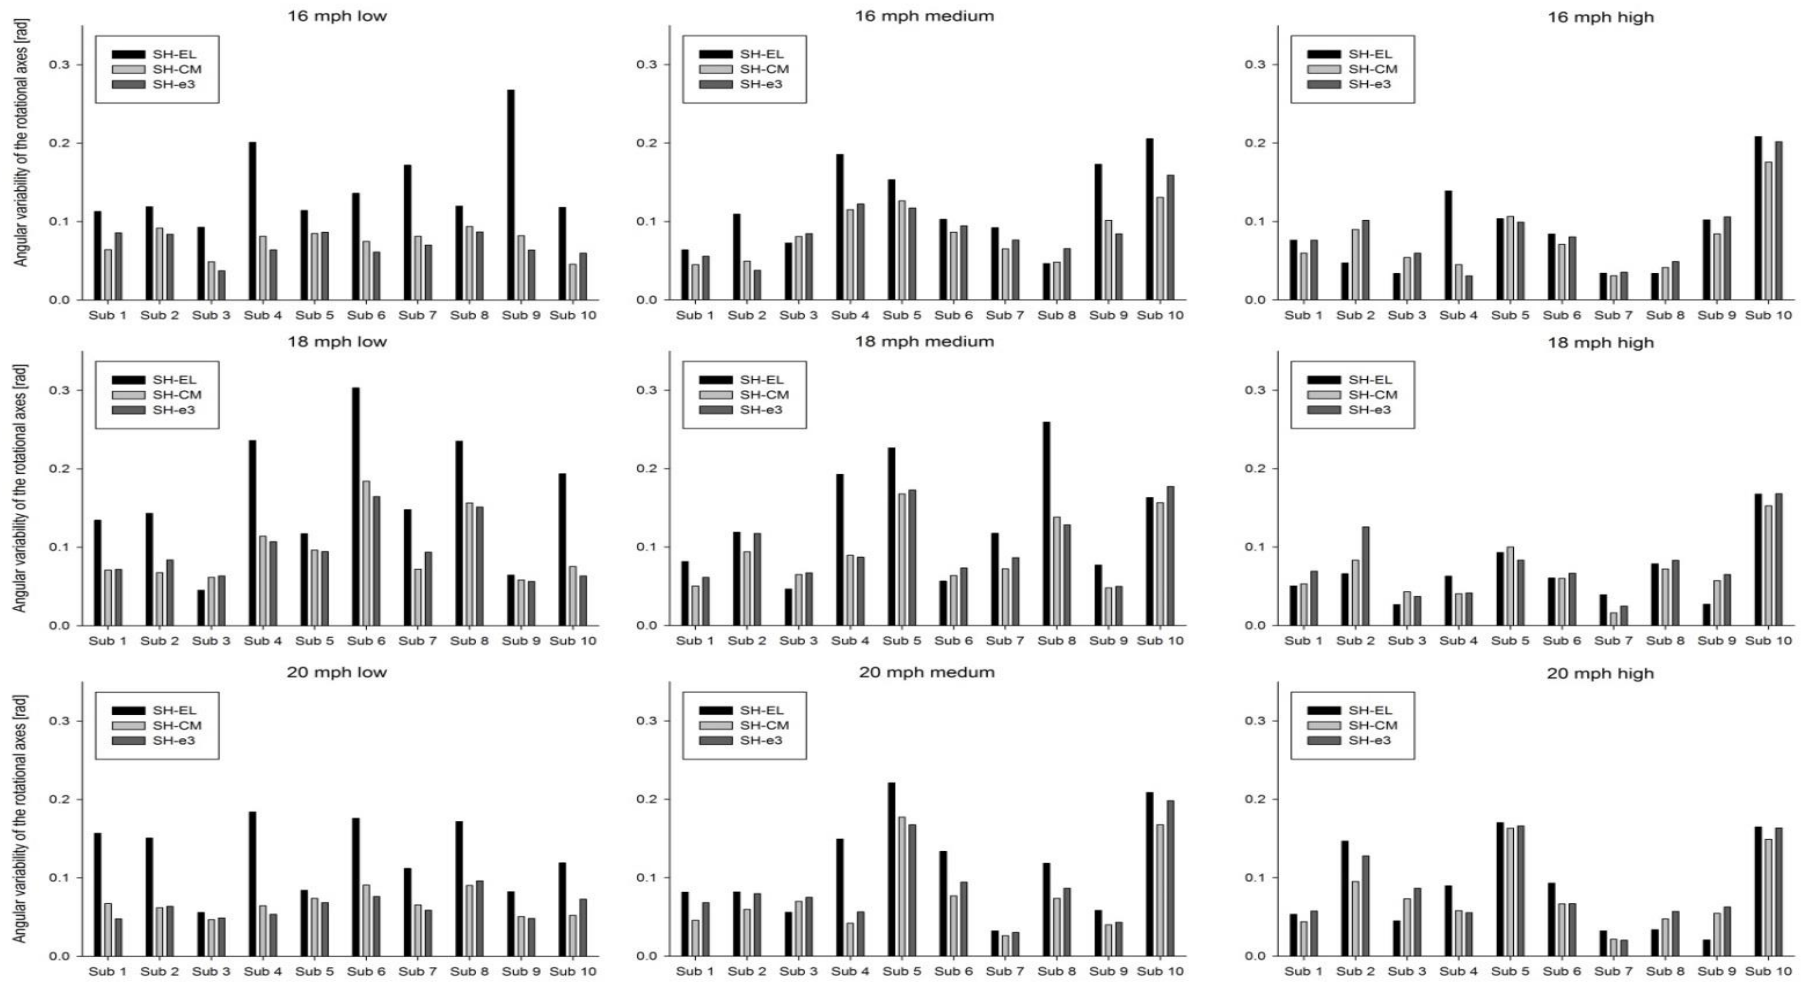 16 mph low
Angular variability of the rotational axes [rad]
0.3
0.2
0.1
0.0
SH-EL
SH-CM
SH-e3
Sub 1 Sub 2 Sub 3 Sub 4 Sub 5 Sub 6 Sub 7 Sub 8 Sub 9 Sub 10
16 mph medium
0.3
0.2
0.1
0.0
SH-EL
SH-CM
SH-e3
Sub 1 Sub 2 Sub 3 Sub 4 Sub 5 Sub 6 Sub 7 Sub 8 Sub 9 Sub 10
16 mph high
0.3
0.2
0.1
0.0
SH-EL
SH-CM
SH-e3
Sub 1 Sub 2 Sub 3 Sub 4 Sub 5 Sub 6 Sub 7 Sub 8 Sub 9 Sub 10
18 mph low
Angular variability of the rotational axes [rad]
0.3
0.2
0.1
0.0
SH-EL
SH-CM
SH-e3
Sub 1 Sub 2 Sub 3 Sub 4 Sub 5 Sub 6 Sub 7 Sub 8 Sub 9 Sub 10
18 mph medium
0.3
0.2
0.1
0.0
SH-EL
SH-CM
SH-e3
Sub 1 Sub 2 Sub 3 Sub 4 Sub 5 Sub 6 Sub 7 Sub 8 Sub 9 Sub 10
18 mph high
0.3
0.2
0.1
0.0
SH-EL
SH-CM
SH-e3
Sub 1 Sub 2 Sub 3 Sub 4 Sub 5 Sub 6 Sub 7 Sub 8 Sub 9 Sub 10
20 mph low
Angular variability of the rotational axes [rad]
0.3
0.2
0.1
0.0
SH-EL
SH-CM
SH-e3
Sub 1 Sub 2 Sub 3 Sub 4 Sub 5 Sub 6 Sub 7 Sub 8 Sub 9 Sub 10
20 mph medum
0.3
0.2
0.1
0.0
SH-EL
SH-CM
SH-e3
Sub 1 Sub 2 Sub 3 Sub 4 Sub 5 Sub 6 Sub 7 Sub 8 Sub 9 Sub 10
20 mph high
0.3
0.2
0.1
0.0
SH-EL
SH-CM
SH-e3
Sub 1 Sub 2 Sub 3 Sub 4 Sub 5 Sub 6 Sub 7 Sub 8 Sub 9 Sub 10